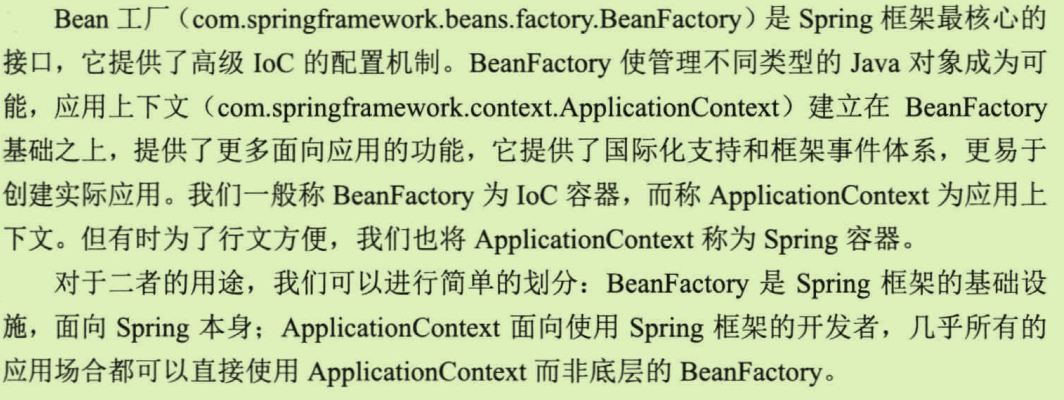 Bean 工厂（com.springframework.beans.factory.BeanFactory）是 Spring 框架最核心的
接口，它提供了高级 IoC 的配置机制。BeanFactory 使管理不同类型的 Java 对象成为可
能，应用上下文（com.springframework.context.ApplicationContext）建立在 BeanFactory
基础之上，提供了更多面向应用的功能，它提供了国际化支持和框架事件体系，更易于
创建实际应用。我们一般称 BeanFactory 为 IoC 容器，而称 ApplicationContext 为应用上
下文。但有时为了行文方便，我们也将 ApplicationContext 称为 Spring 容器。
对于二者的用途，我们可以进行简单的划分：BeanFactory 是 Spring 框架的基础设
施，面向 Spring 本身；ApplicationContext 面向使用 Spring 框架的开发者，几乎所有的
应用场合都可以直接使用 ApplicationContext 而非底层的 BeanFactory。